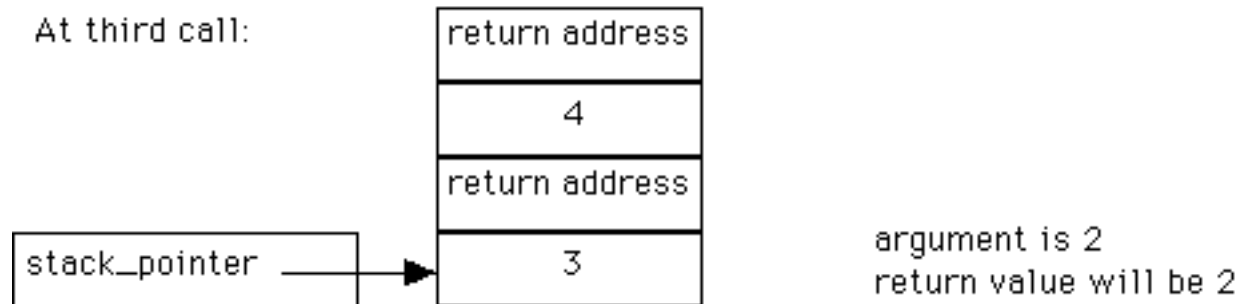 At third call:
return address
4
return address
stack_pointer
3
argument is 2
return value will be 2